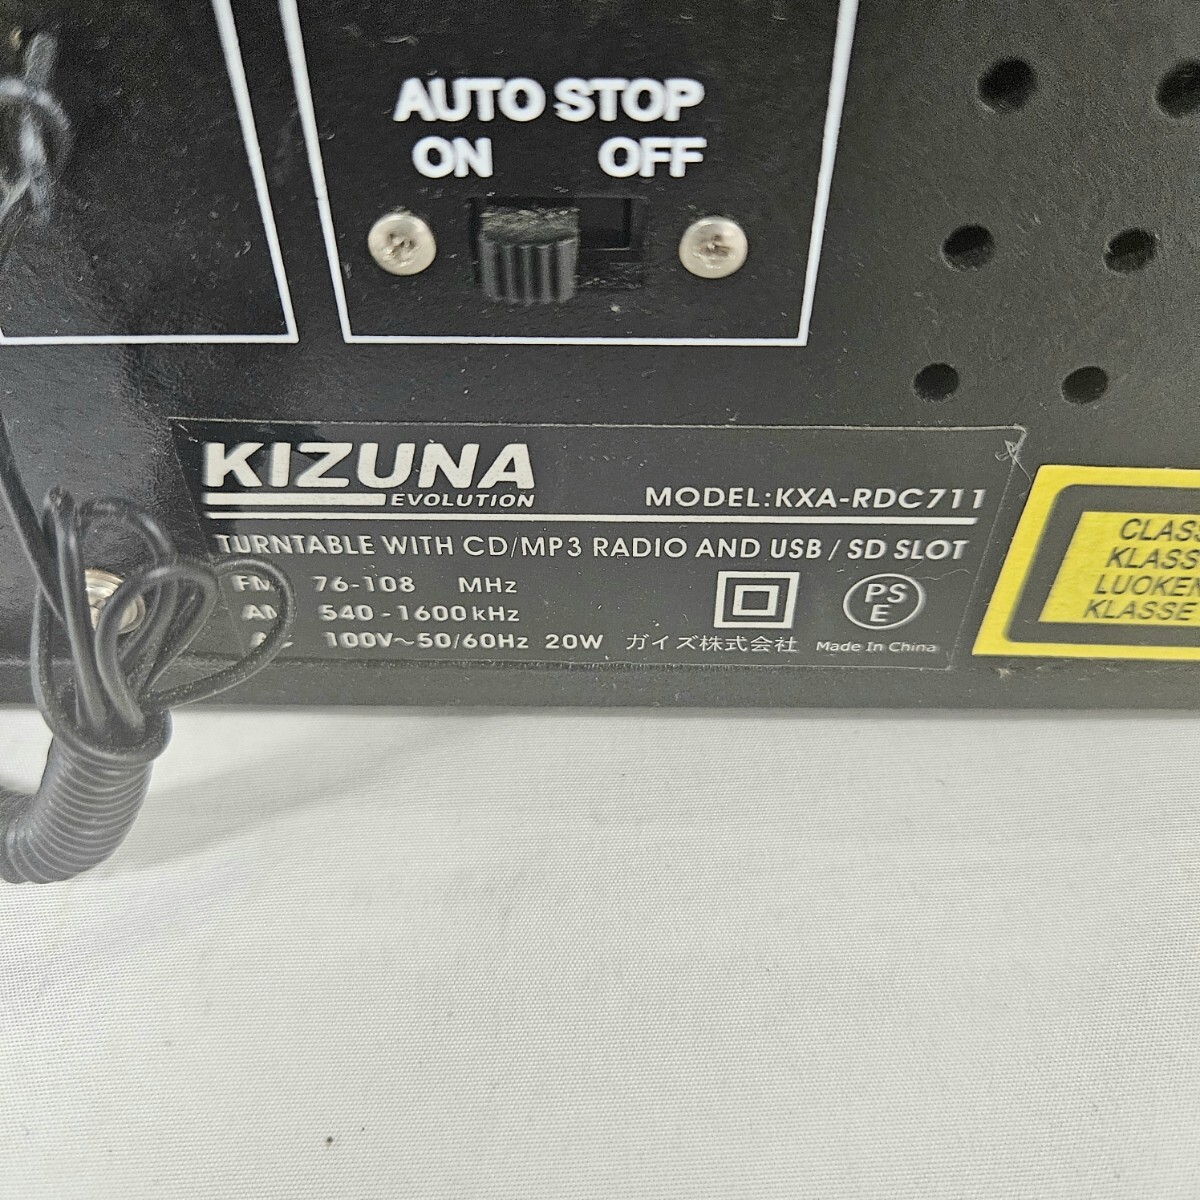 AUTO STOP
ON OFF
KIZUNA
EVOLUTION
MODEL:KXA-RDC711
TURNTABLE WITH CD/MP3 RADIO AND USB / SD SLOT
FM 76-108 MHz
AM 540-1600kHz
100V~50/60Hz 20W ガイズ株式会社
PS
E
Made In China
CLASS
KLASS
LUOKEN
KLASSE